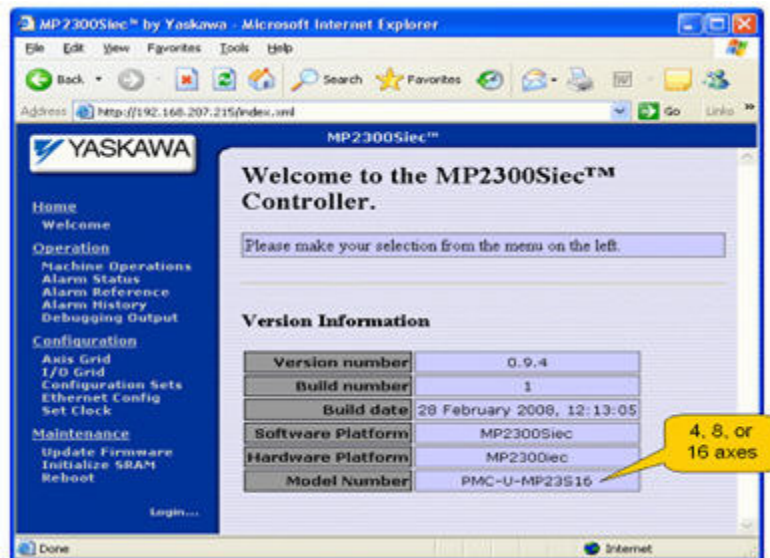 MP2300Siec™ by Yaskawa - Microsoft Internet Explorer
File Edit View Favorites Tools Help
Back Search Favorites
Address http://192.168.207.215/index.xml Go Links »
YASKAWA
MP2300Siec™
Home
Welcome
Operation
Machine Operations
Alarm Status
Alarm Reference
Alarm History
Debugging Output
Configuration
Axis Grid
I/O Grid
Configuration Sets
Ethernet Config
Set Clock
Maintenance
Update Firmware
Initialize SRAM
Reboot
Login...
Welcome to the MP2300Siec™
Controller.
Please make your selection from the menu on the left.
Version Information
Version number 0.9.4
Build number 1
Build date 28 February 2008, 12:13:05
Software Platform MP2300Siec
Hardware Platform MP2300iec
Model Number PMC-U-MP23S16
4, 8, or
16 axes
Done Internet